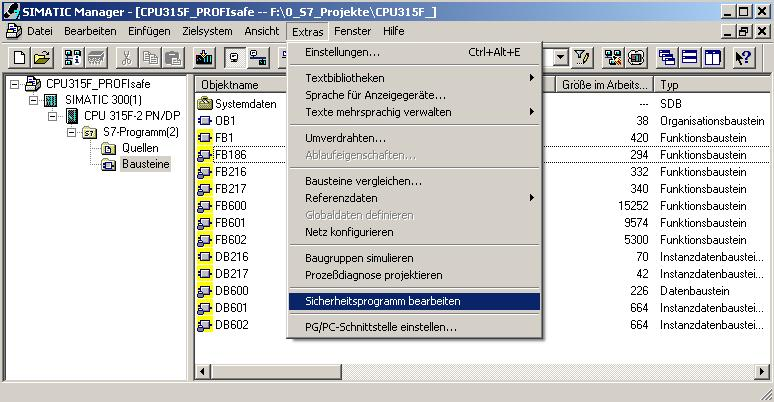 SIMATIC Manager - [CPU315F_PROFIsafe -- F:\0_S7_Projekte\CPU315F_]
Datei Bearbeiten Einfügen Zielsystem Ansicht Extras Fenster Hilfe
Einstellungen... Ctrl+Alt+E
Textbibliotheken
Sprache für Anzeigegeräte...
Texte mehrsprachig verwalten
Umverdrahten...
Ablaufeigenschaften...
Bausteine vergleichen...
Referenzdaten
Globaldaten definieren
Netz konfigurieren
Baugruppen simulieren
Prozeßdiagnose projektieren
Sicherheitsprogramm bearbeiten
PG/PC-Schnittstelle einstellen...
CPU315F_PROFIsafe
SIMATIC 300(1)
CPU 315F-2 PN/DP
S7-Programm(2)
Quellen
Bausteine
Objektname Größe im Arbeits... Typ
Systemdaten --- SDB
OB1 38 Organisationsbaustein
FB1 420 Funktionsbaustein
FB186 294 Funktionsbaustein
FB216 332 Funktionsbaustein
FB217 340 Funktionsbaustein
FB600 15252 Funktionsbaustein
FB601 9574 Funktionsbaustein
FB602 5300 Funktionsbaustein
DB216 70 Instanzdatenbaustei...
DB217 42 Instanzdatenbaustei...
DB600 226 Datenbaustein
DB601 664 Instanzdatenbaustei...
DB602 664 Instanzdatenbaustei...